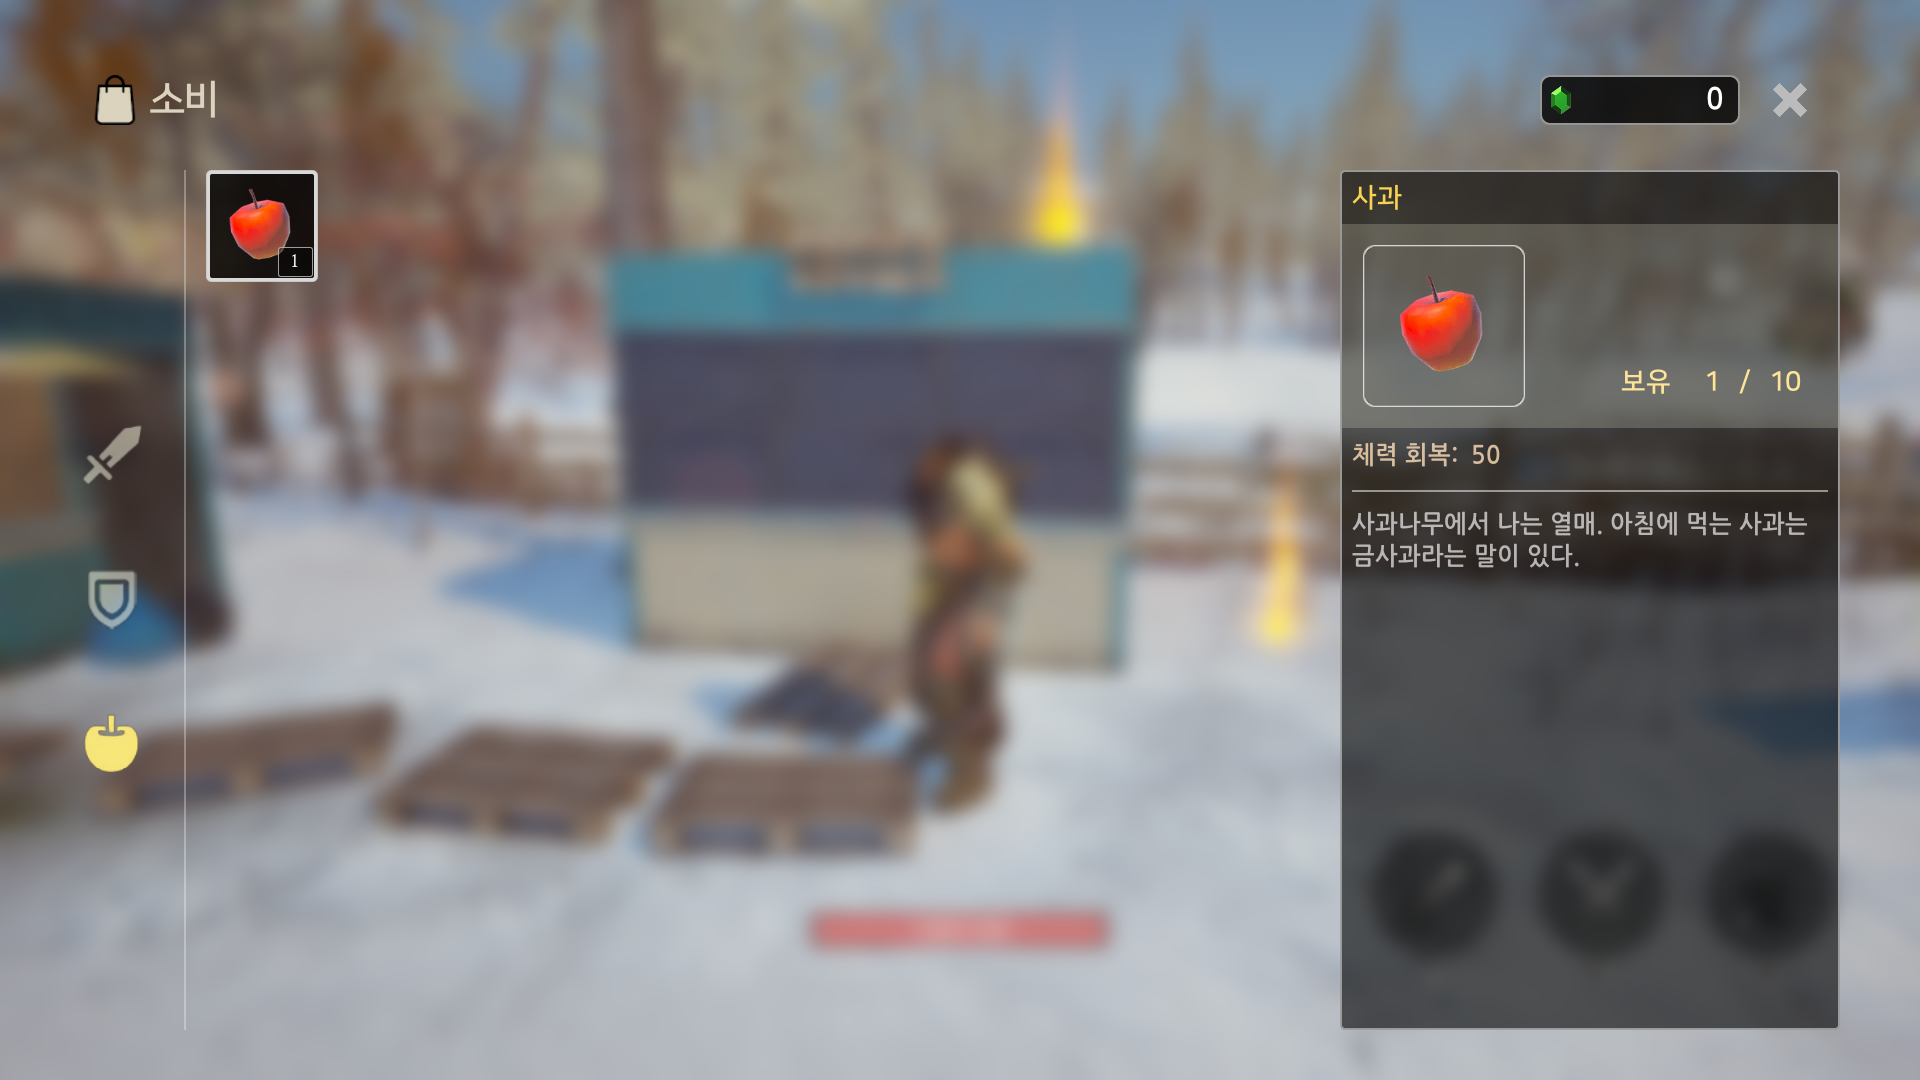 소비
0
1
사과
보유 1 / 10
체력 회복: 50
사과나무에서 나는 열매. 아침에 먹는 사과는
금사과라는 말이 있다.